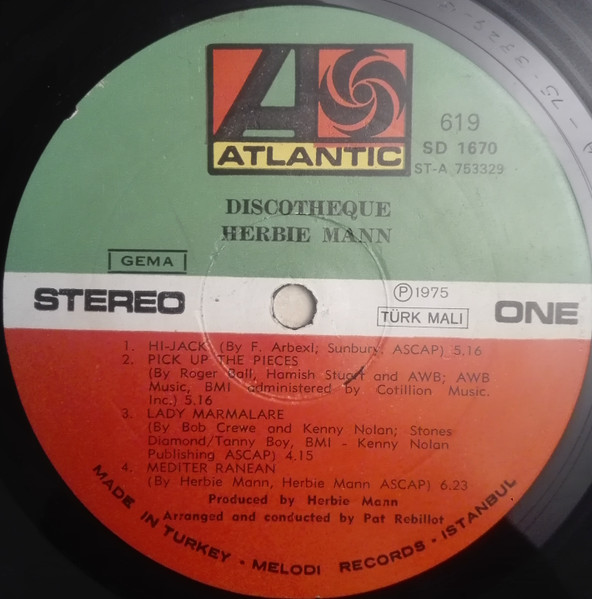 A
ATLANTIC
619
SD 1670
ST-A 753329
DISCOTHEQUE
HERBIE MANN
GEMA
STEREO
Ⓟ1975
TÜRK MALI
ONE
1. HI-JACK (By F. Arbexl; Sunbury; ASCAP) 5.16
2. PICK UP THE PIECES
(By Roger Ball, Hamish Stuart and AWB; AWB
Music, BMI administered by Cotillion Music.
Inc.) 5.16
3. LADY MARMALARE
(By Bob Crewe and Kenny Nolan; Stones
Diamond/Tanny Boy, BMI - Kenny Nolan
Publishing ASCAP) 4.15
4. MEDITER RANEAN
(By Herbie Mann, Herbie Mann ASCAP) 6.23
Produced by Herbie Mann
Arranged and conducted by Pat Rebillot
MADE IN TURKEY • MELODI RECORDS • ISTANBUL